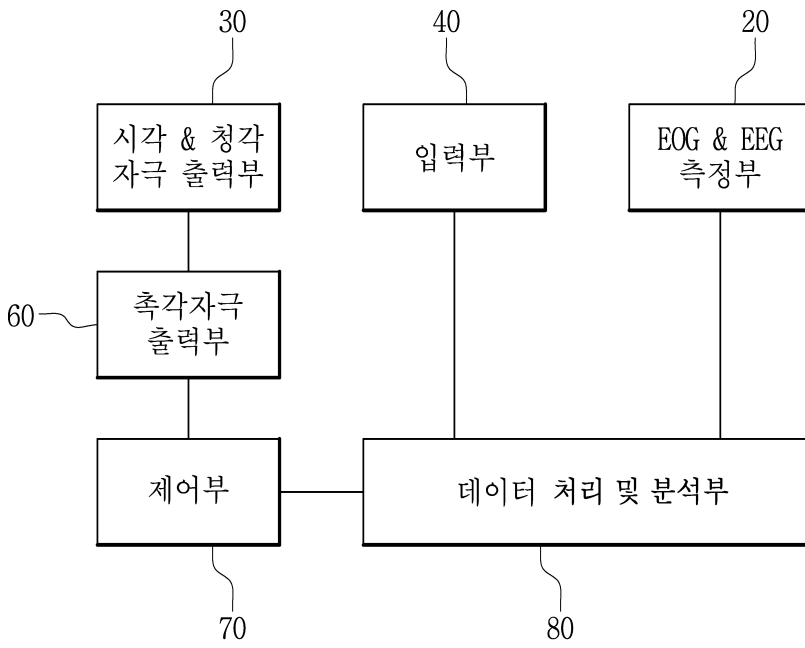 30
40
20
시각 & 청각
자극 출력부
입력부
EOG & EEG
측정부
60
촉각자극
출력부
제어부
데이터 처리 및 분석부
70
80